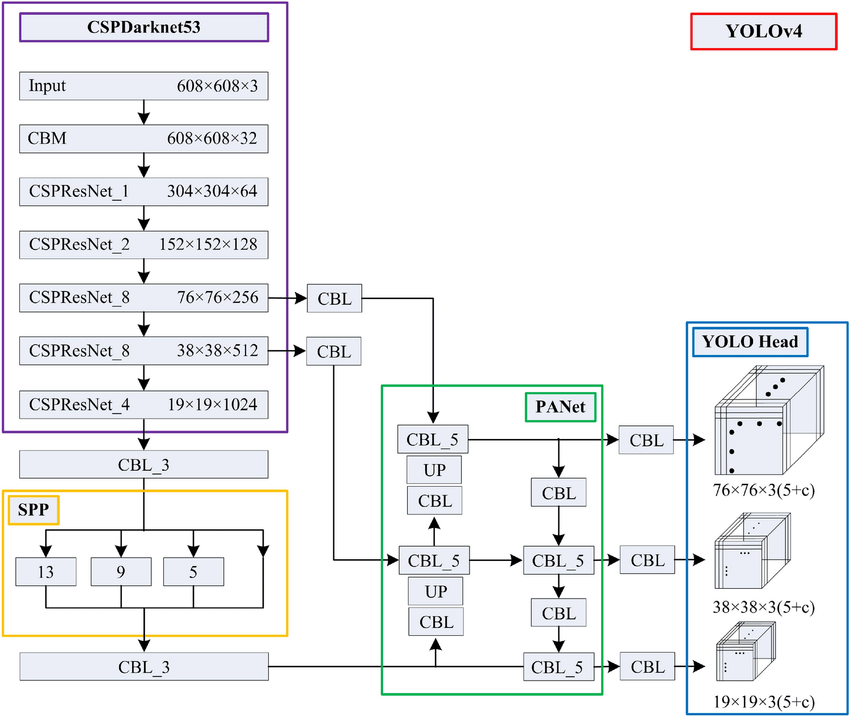 CSPDarknet53
YOLOv4
Input 608×608×3
CBM 608×608×32
CSPResNet_1 304×304×64
CSPResNet_2 152×152×128
CSPResNet_8 76×76×256
CBL
CSPResNet_8 38×38×512
CBL
CSPResNet_4 19×19×1024
CBL_3
SPP
13 9 5
CBL_3
PANet
CBL_5
UP
CBL
CBL
CBL_5
CBL_5
UP
CBL
CBL
CBL_5
CBL
CBL
CBL
YOLO Head
76×76×3(5+c)
38×38×3(5+c)
19×19×3(5+c)